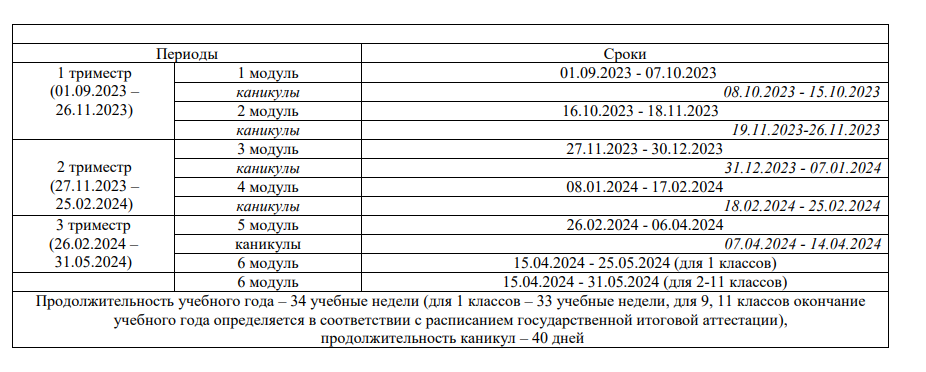 Периоды Сроки
1 триместр (01.09.2023 – 26.11.2023) 1 модуль 01.09.2023 - 07.10.2023
каникулы 08.10.2023 - 15.10.2023
2 модуль 16.10.2023 - 18.11.2023
каникулы 19.11.2023-26.11.2023
2 триместр (27.11.2023 – 25.02.2024) 3 модуль 27.11.2023 - 30.12.2023
каникулы 31.12.2023 - 07.01.2024
4 модуль 08.01.2024 - 17.02.2024
каникулы 18.02.2024 - 25.02.2024
3 триместр (26.02.2024 – 31.05.2024) 5 модуль 26.02.2024 - 06.04.2024
каникулы 07.04.2024 - 14.04.2024
6 модуль 15.04.2024 - 25.05.2024 (для 1 классов)
6 модуль 15.04.2024 - 31.05.2024 (для 2-11 классов)
Продолжительность учебного года – 34 учебные недели (для 1 классов – 33 учебные недели, для 9, 11 классов окончание
учебного года определяется в соответствии с расписанием государственной итоговой аттестации),
продолжительность каникул – 40 дней